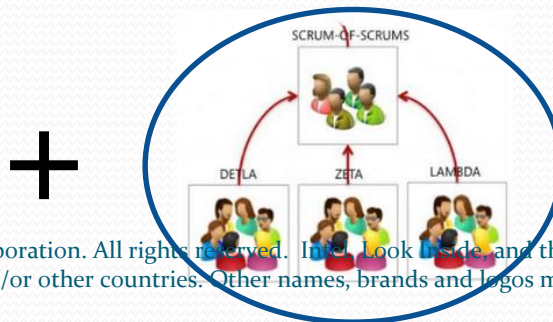 SCRUM-OF-SCRUMS
+
DETLA ZETA LAMBDA
poration. All rights reserved. Intel, Look Inside, and th
/or other countries. Other names, brands and logos m